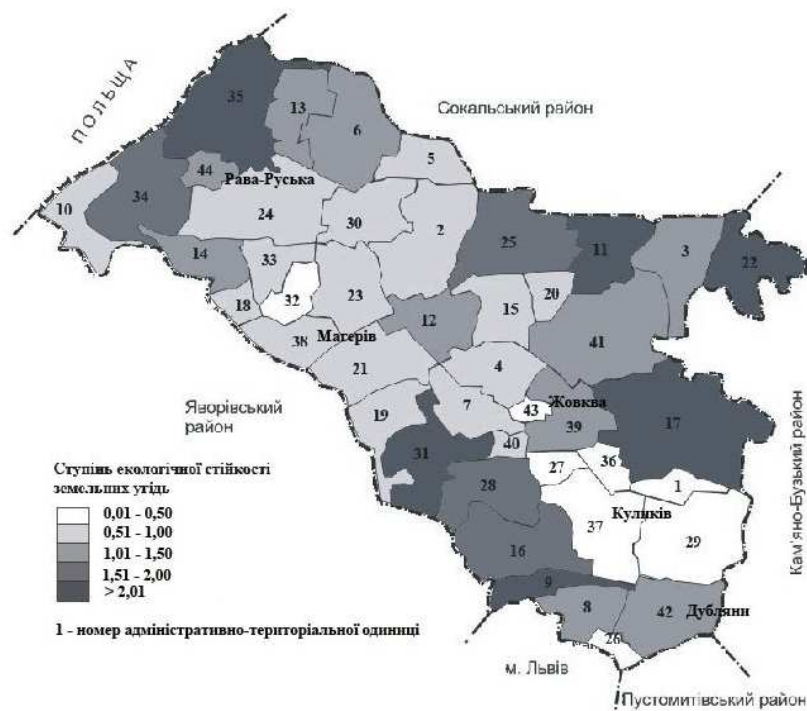 ПОЛЬЩА
Сокальський район
35
13
6
5
44
Рава-Руська
34
10
24
30
2
25
11
3
22
14
33
32
18
23
20
15
12
41
38
Магерів
21
4
Яворівський
район
19
7
43
Жовква
39
17
Кам'яно-Бузький район
40
31
27
36
1
28
Куликів
37
29
16
9
8
42
Дубляни
26
Ступінь екологічної стійкості
земельних угідь
0,01 - 0,50
0,51 - 1,00
1,01 - 1,50
1,51 - 2,00
> 2,01
1 - номер адміністративно-територіальної одиниці
м. Львів
Пустомитівський район